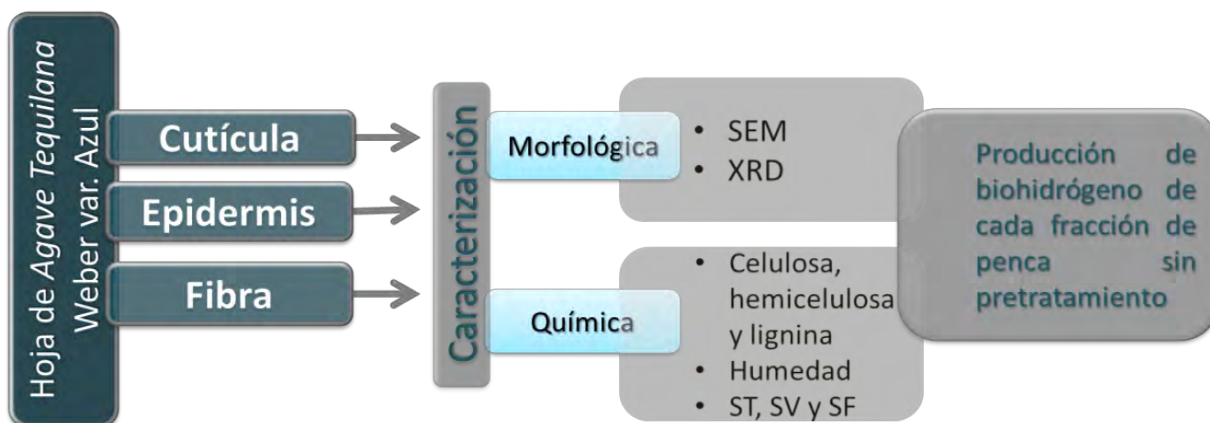 Hoja de Agave Tequilana
Weber var. Azul
Cutícula
Epidermis
Fibra
Caracterización
Morfológica
• SEM
• XRD
Química
• Celulosa,
hemicelulosa
y lignina
• Humedad
• ST, SV y SF
Producción de
biohidrógeno de
cada fracción de
penca sin
pretratamiento